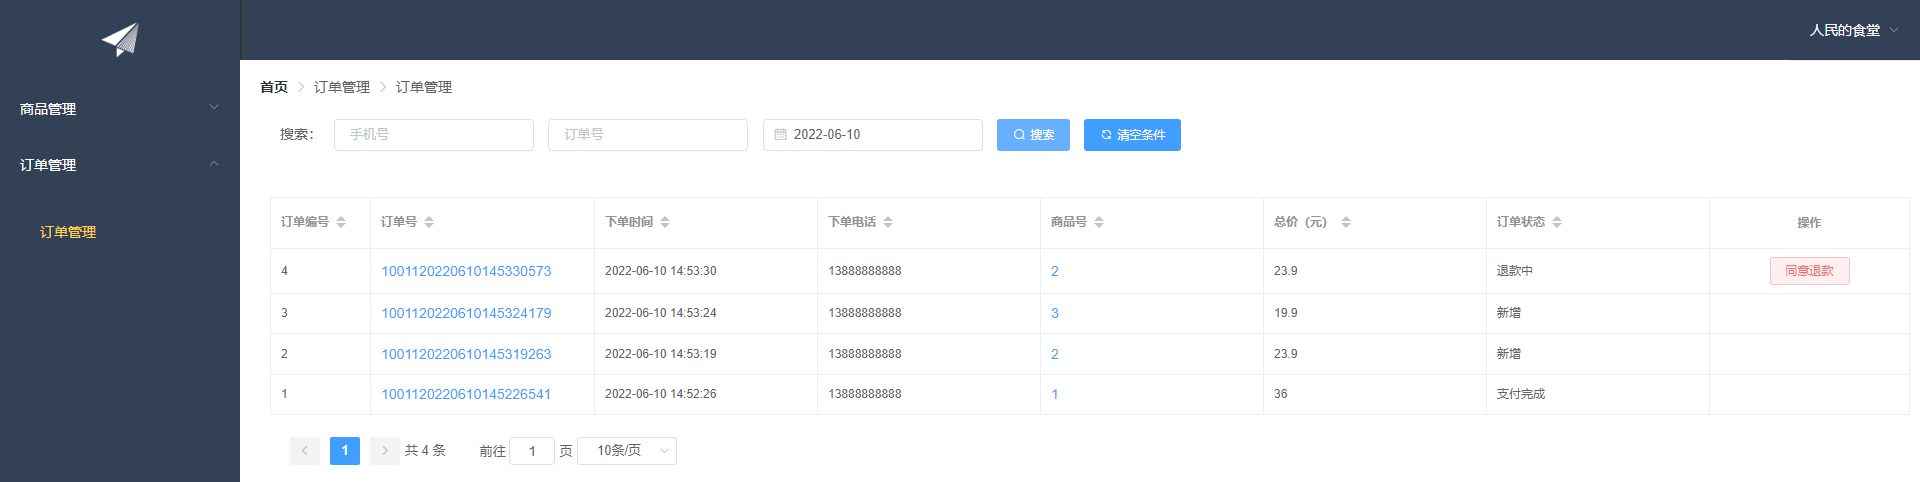 人民的食堂
商品管理
订单管理
订单管理
首页 > 订单管理 > 订单管理
搜索： 手机号 订单号 2022-06-10 搜索 清空条件
订单编号 订单号 下单时间 下单电话 商品号 总价（元） 订单状态 操作
4 1001120220610145330573 2022-06-10 14:53:30 13888888888 2 23.9 退款中 同意退款
3 1001120220610145324179 2022-06-10 14:53:24 13888888888 3 19.9 新增
2 1001120220610145319263 2022-06-10 14:53:19 13888888888 2 23.9 新增
1 1001120220610145226541 2022-06-10 14:52:26 13888888888 1 36 支付完成
1 共 4 条 前往 1 页 10条/页